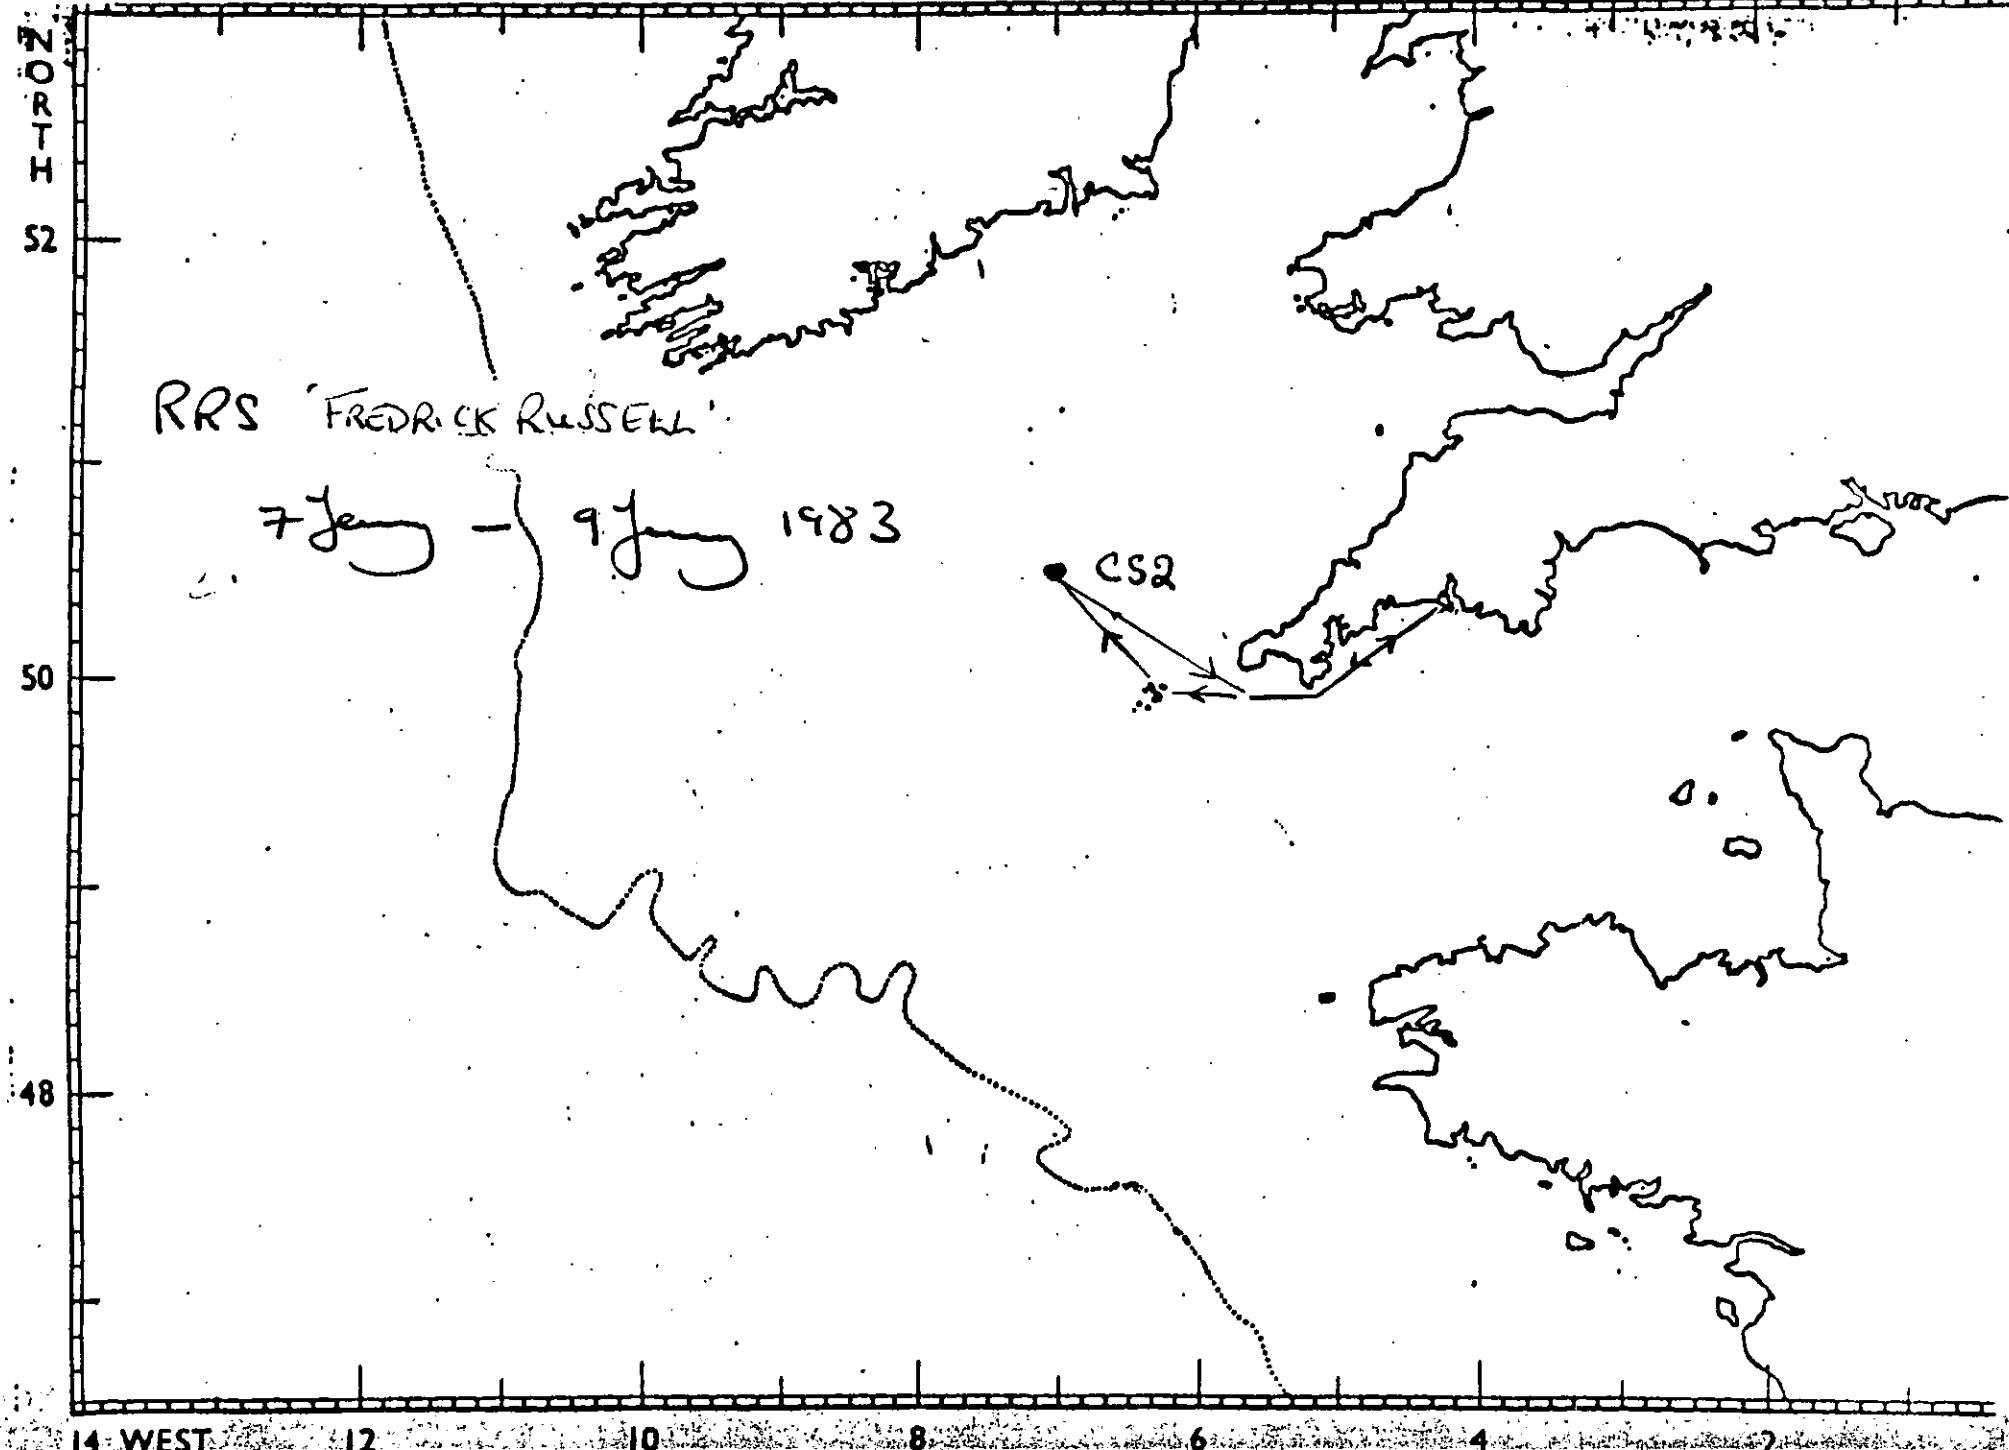 NORTH
52
RRS 'FREDRICK RUSSELL'
7 Jany — 9 Jany 1983
CS2
50
48
14 WEST 12 10 8 6 4 2